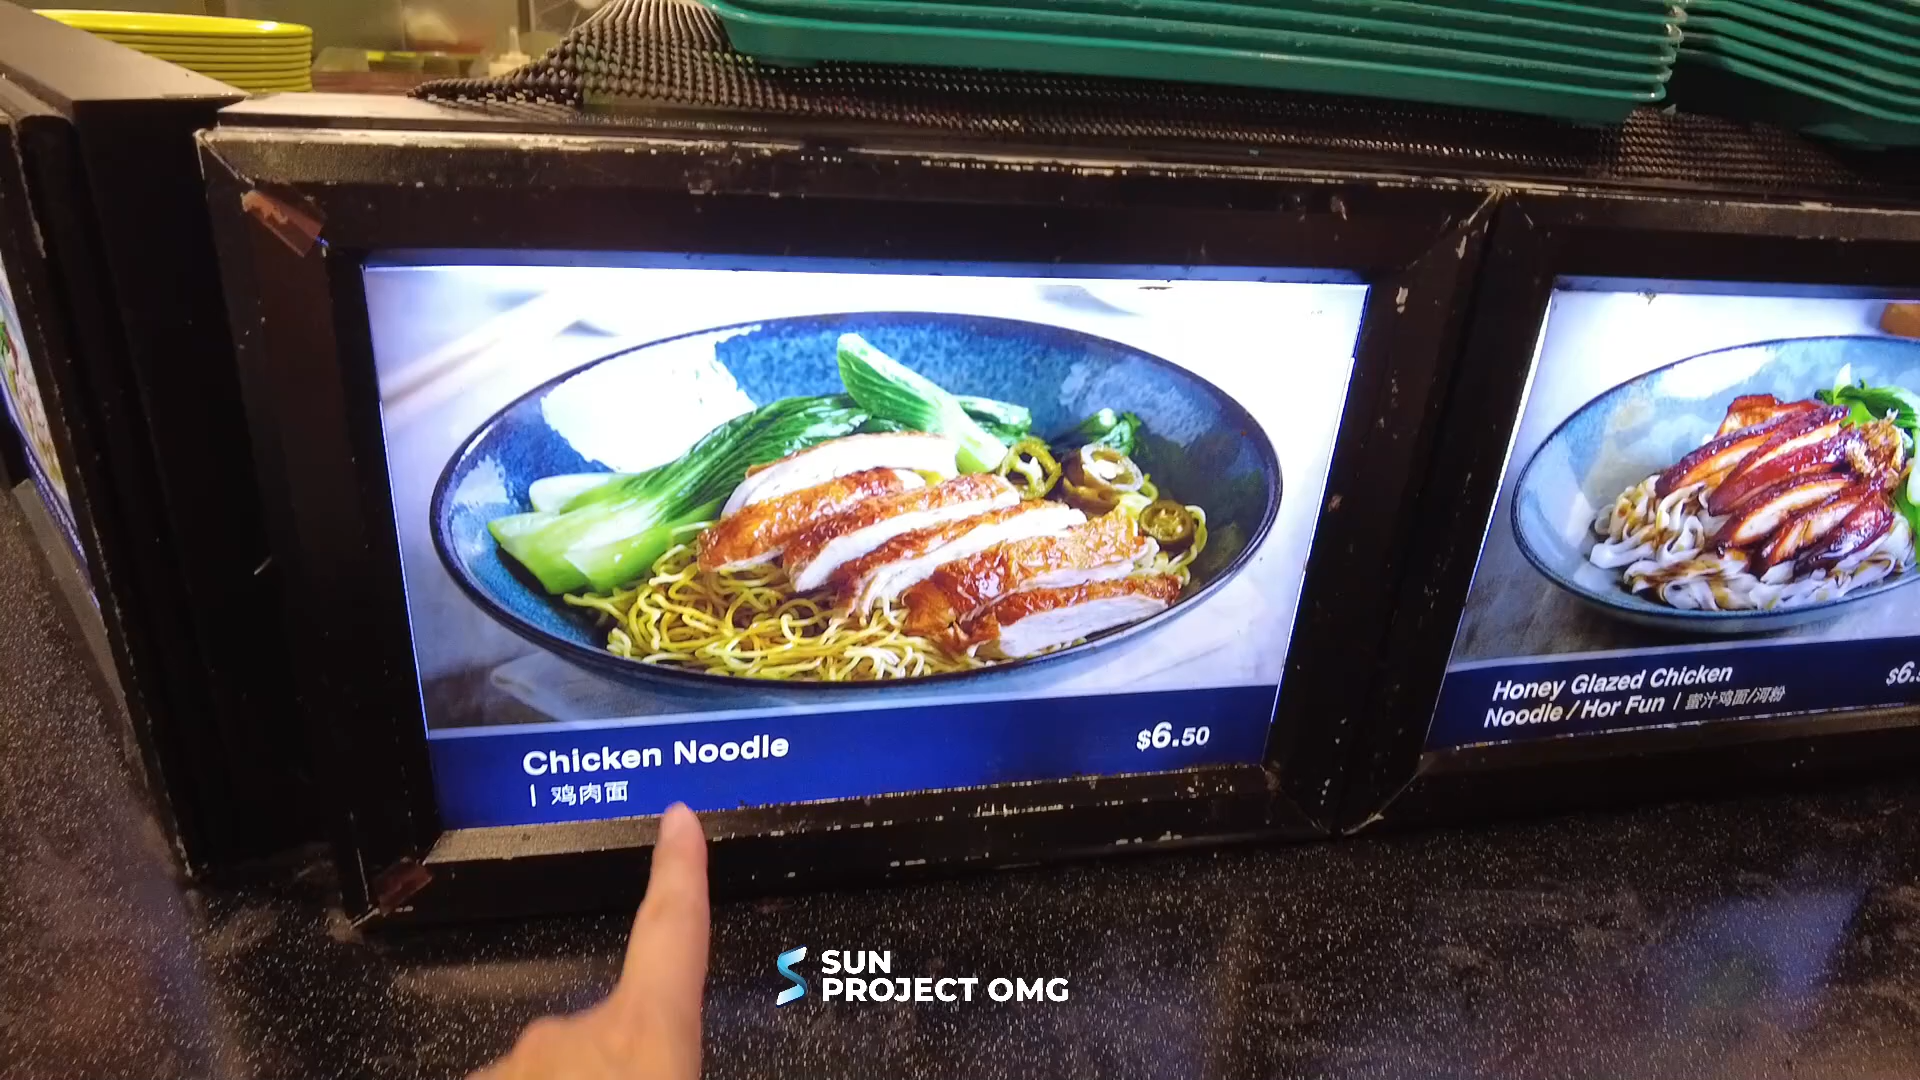 Chicken Noodle
| 鸡肉面
$6.50
Honey Glazed Chicken
Noodle / Hor Fun | 蜜汁鸡面/河粉
SUN
PROJECT OMG